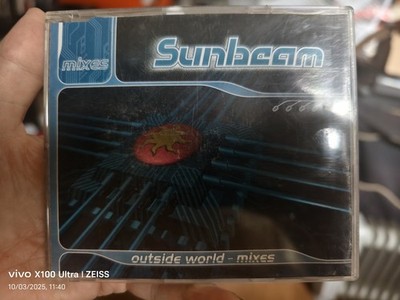 mixes
Sunbeam
outside world - mixes
vivo X100 Ultra | ZEISS
10/03/2025, 11:40